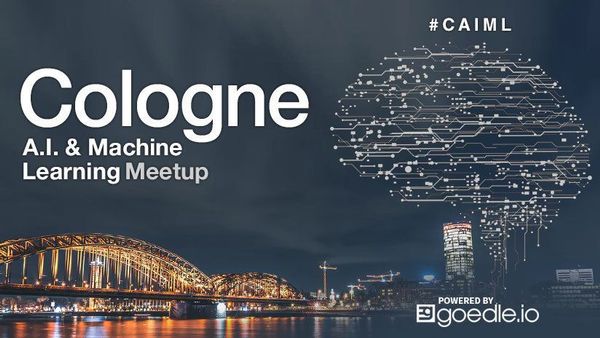 #CAIML
Cologne
A.I. & Machine
Learning Meetup
POWERED BY
goedle.io